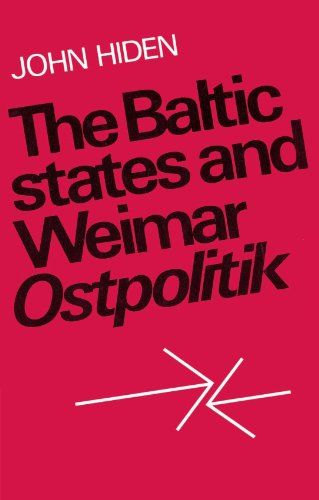 JOHN HIDEN
The Baltic
states and
Weimar
Ostpolitik